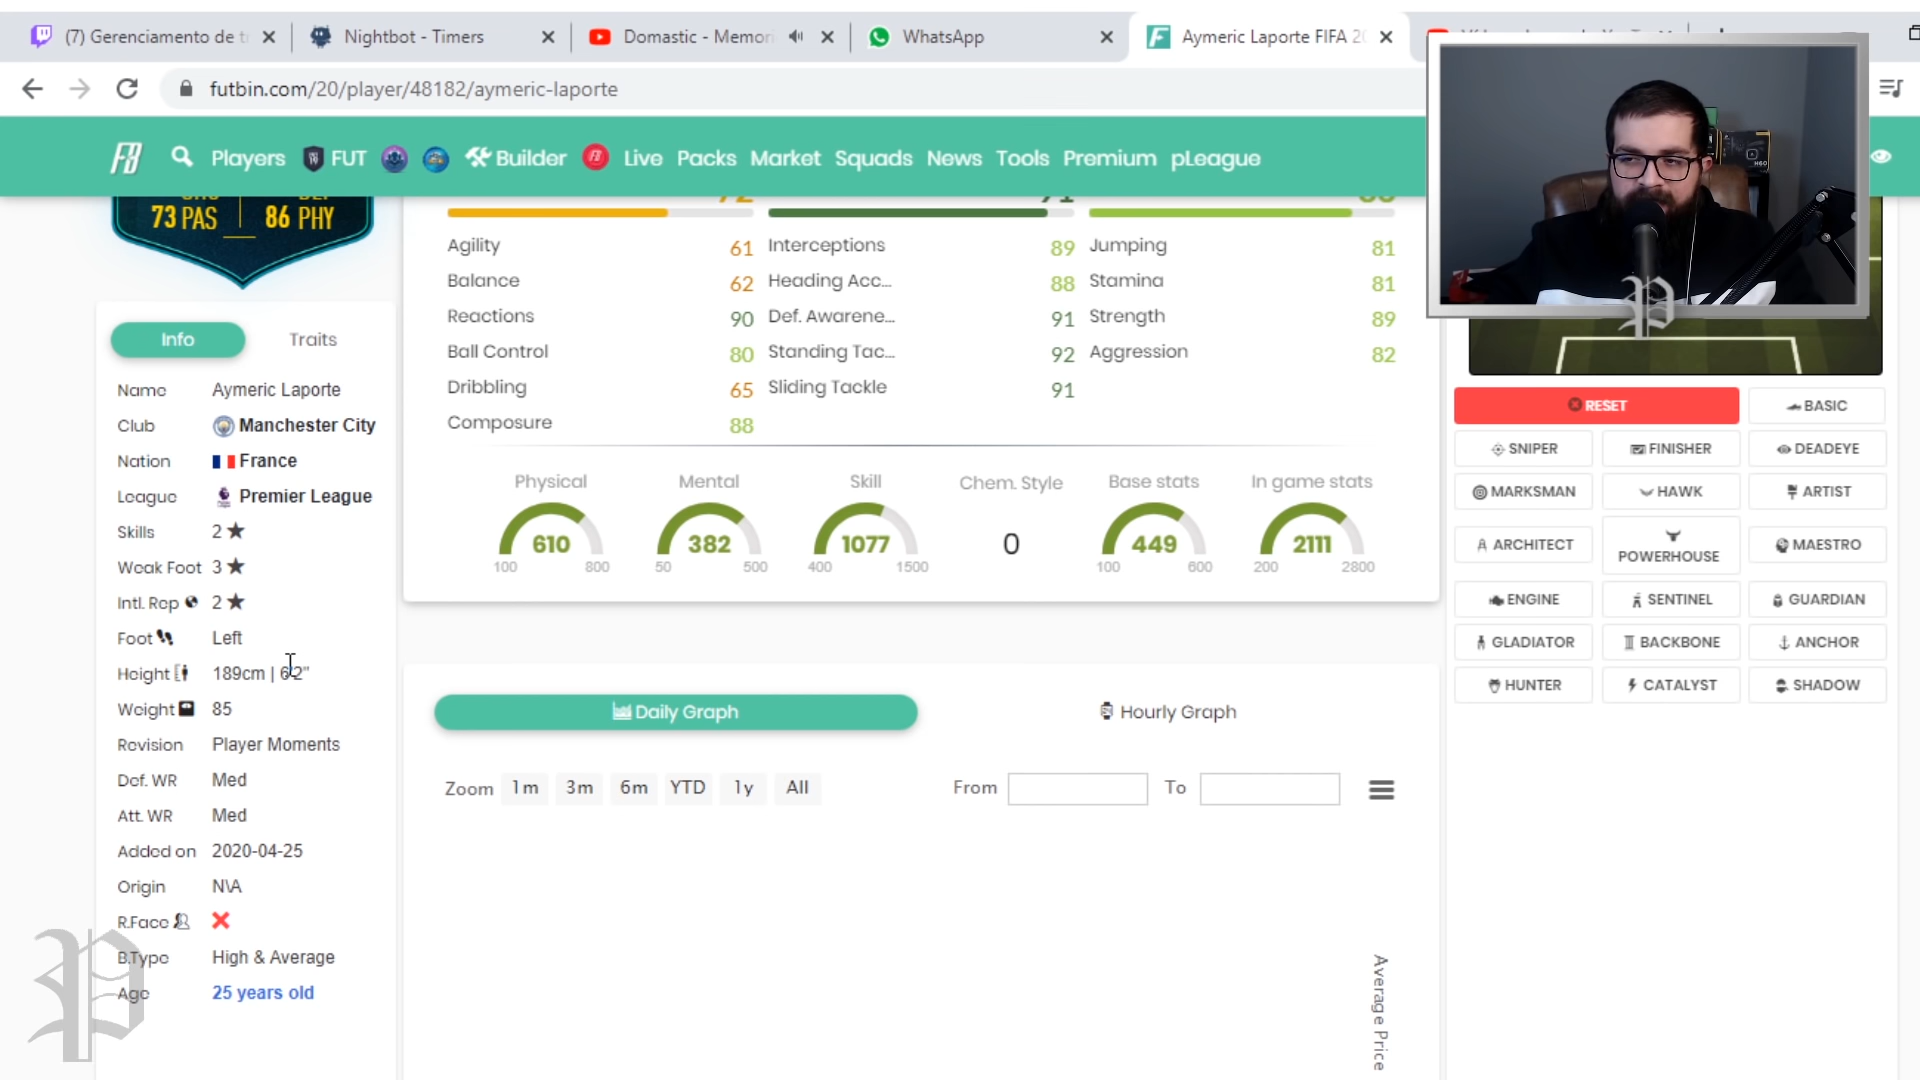 (7) Gerenciamento de t
Nightbot - Timers
Domastic - Memori
WhatsApp
Aymeric Laporte FIFA 20
futbin.com/20/player/48182/aymeric-laporte
Players
FUT
Builder
Live
Packs
Market
Squads
News
Tools
Premium
pLeague
73 PAS
86 PHY
Agility 61
Interceptions 89
Jumping 81
Balance 62
Heading Acc... 88
Stamina 81
Reactions 90
Def. Awarene... 91
Strength 89
Ball Control 80
Standing Tac... 92
Aggression 82
Dribbling 65
Sliding Tackle 91
Composure 88
Info
Traits
Name Aymeric Laporte
Club Manchester City
Nation France
League Premier League
Skills 2
Weak Foot 3
Intl. Rep 2
Foot Left
Height 189cm | 6'2"
Weight 85
Revision Player Moments
Def. WR Med
Att. WR Med
Added on 2020-04-25
Origin N\A
R.Face
B.Type High & Average
Age 25 years old
Physical
610
100 800
Mental
382
50 500
Skill
1077
400 1500
Chem. Style
0
Base stats
449
100 600
In game stats
2111
200 2800
Daily Graph
Hourly Graph
Zoom 1m 3m 6m YTD 1y All
From
To
Average Price
RESET
BASIC
SNIPER
FINISHER
DEADEYE
MARKSMAN
HAWK
ARTIST
ARCHITECT
POWERHOUSE
MAESTRO
ENGINE
SENTINEL
GUARDIAN
GLADIATOR
BACKBONE
ANCHOR
HUNTER
CATALYST
SHADOW
P
P